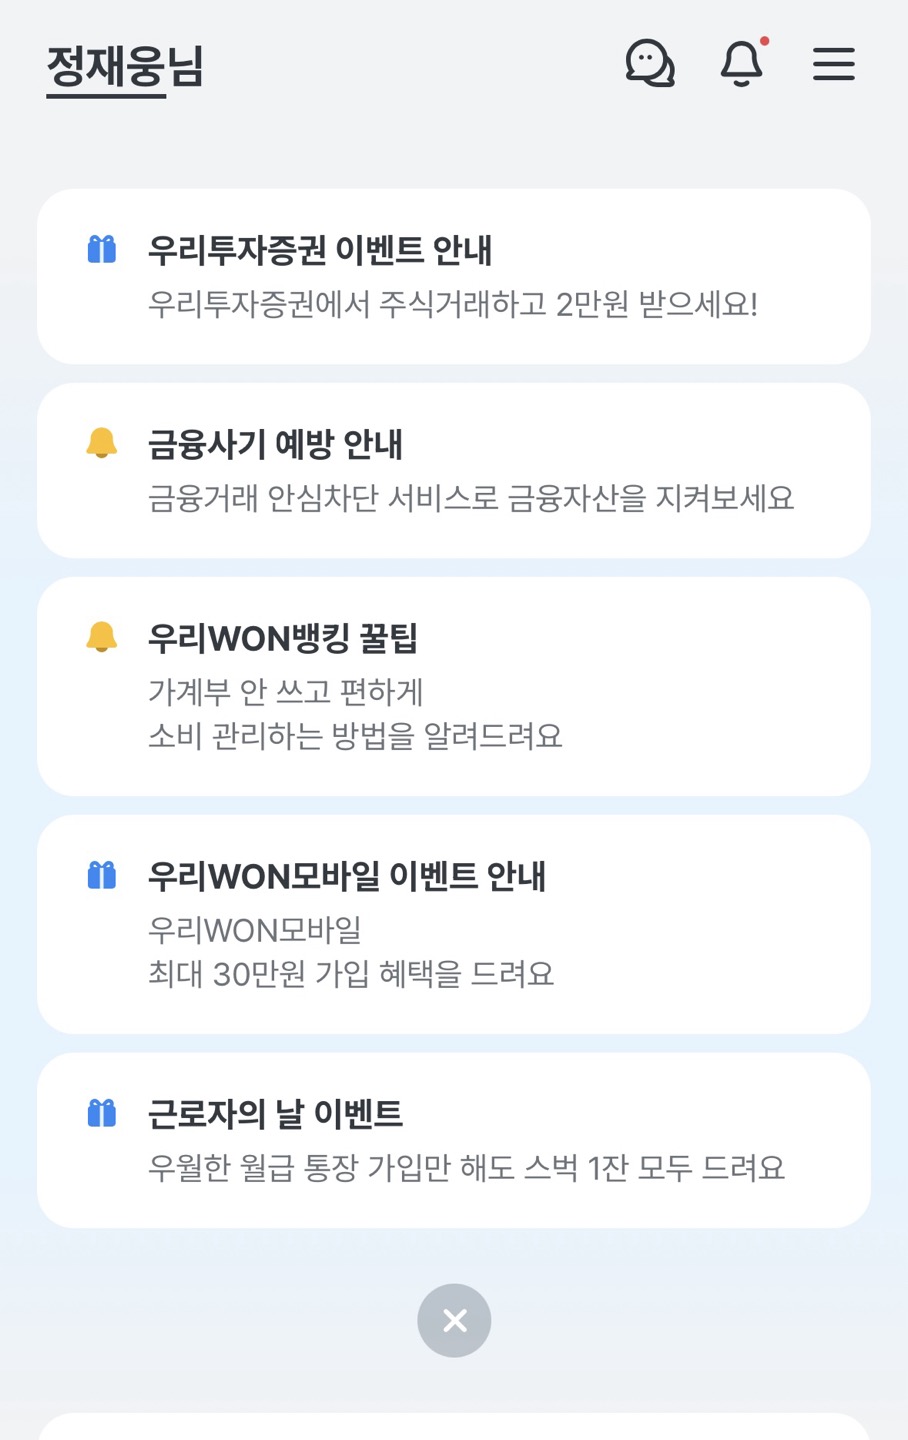 정재웅님
우리투자증권 이벤트 안내
우리투자증권에서 주식거래하고 2만원 받으세요!
금융사기 예방 안내
금융거래 안심차단 서비스로 금융자산을 지켜보세요
우리WON뱅킹 꿀팁
가계부 안 쓰고 편하게
소비 관리하는 방법을 알려드려요
우리WON모바일 이벤트 안내
우리WON모바일
최대 30만원 가입 혜택을 드려요
근로자의 날 이벤트
우월한 월급 통장 가입만 해도 스벅 1잔 모두 드려요